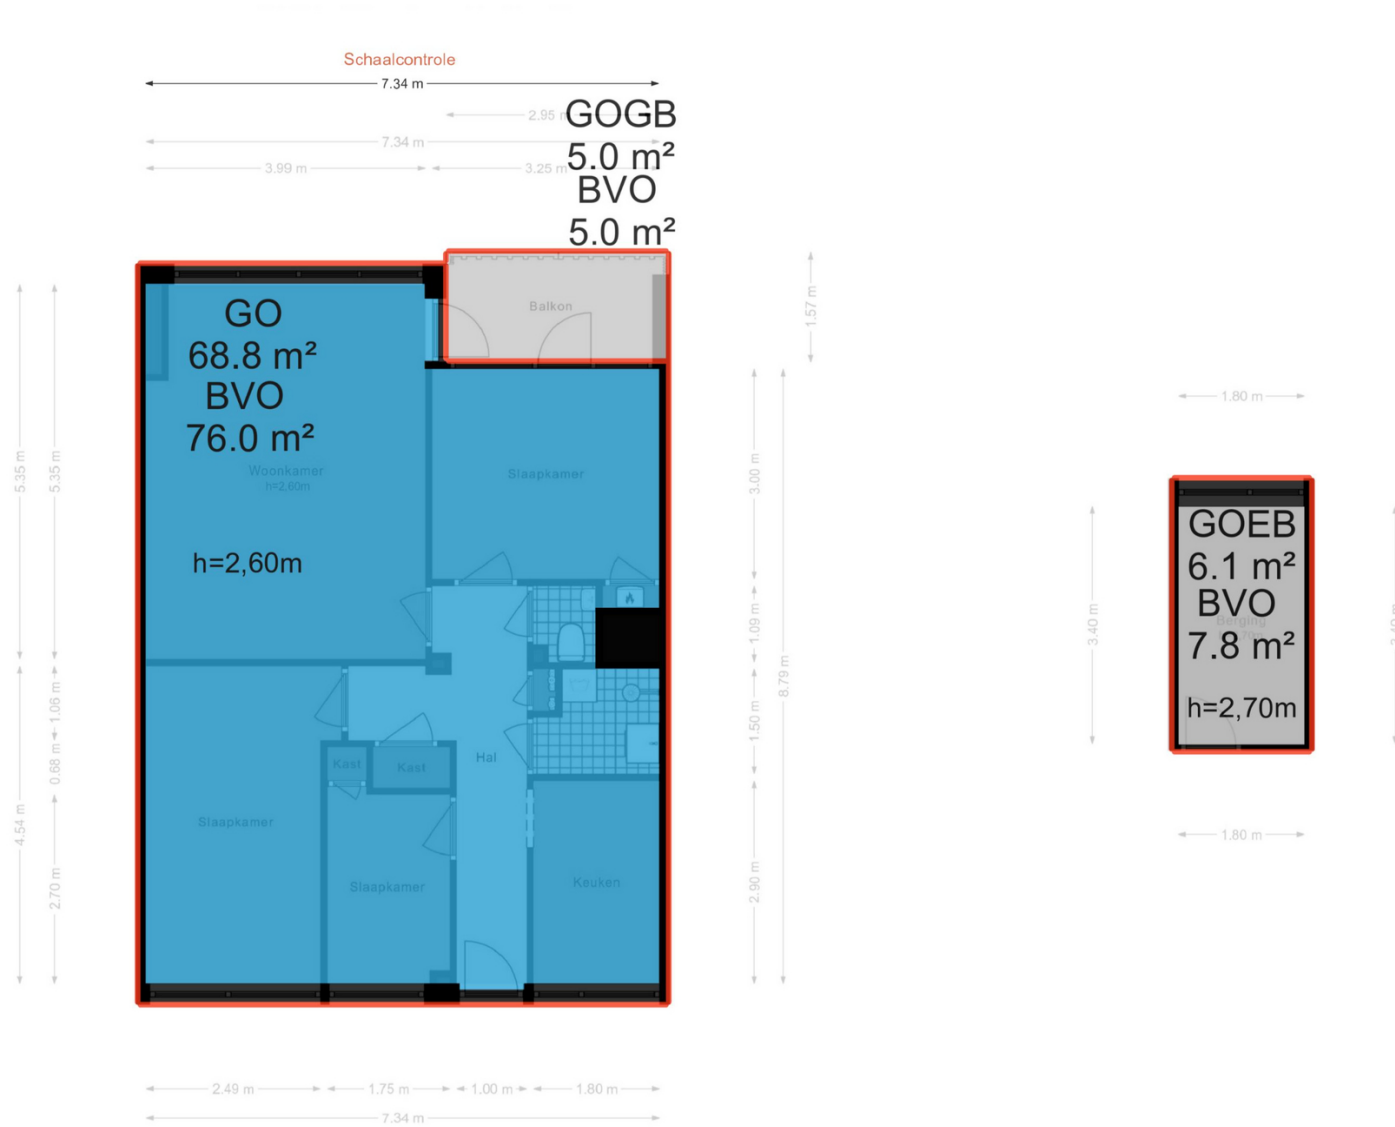 Schaalcontrole
7.34 m
2.95 m
7.34 m
3.99 m
3.25 m
GOGB
5.0 m²
BVO
5.0 m²
Balkon
1.57 m
GO
68.8 m²
BVO
76.0 m²
Woonkamer
h=2,60m
h=2,60m
Slaapkamer
5.35 m
5.35 m
3.00 m
1.09 m
8.79 m
1.50 m
2.90 m
1.06 m
0.68 m
4.54 m
2.70 m
Kast
Kast
Hal
Slaapkamer
Slaapkamer
Keuken
2.49 m
1.75 m
1.00 m
1.80 m
7.34 m
1.80 m
GOEB
6.1 m²
BVO
Berging
7.8 m²
h=2,70m
3.40 m
1.80 m